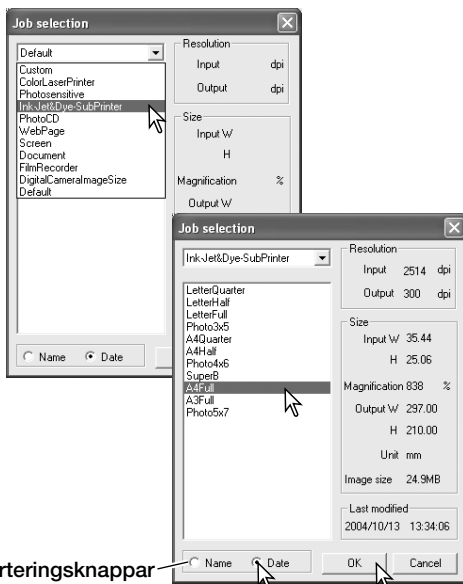 Job selection
Default
Custom
ColorLaserPrinter
Photosensitive
Ink-Jet&Dye-SubPrinter
PhotoCD
WebPage
Screen
Document
FilmRecorder
DigitalCameraImageSize
Default
Name Date
Resolution
Input dpi
Output dpi
Size
Input W
H
Magnification %
Output W
Job selection
Ink-Jet&Dye-SubPrinter
LetterQuarter
LetterHalf
LetterFull
Photo3x5
A4Quarter
A4Half
Photo4x6
SuperB
A4Full
A3Full
Photo5x7
Resolution
Input 2514 dpi
Output 300 dpi
Size
Input W 35.44
H 25.06
Magnification 838 %
Output W 297.00
H 210.00
Unit mm
Image size 24.9MB
Last modified
2004/10/13 13:34:06
rteringsknappar
Name Date
OK Cancel